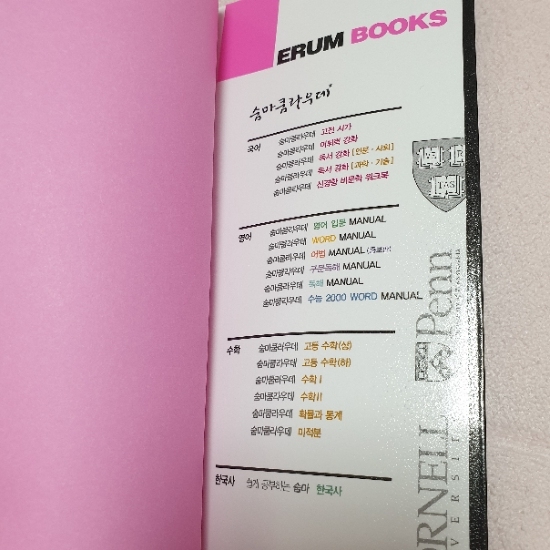 ERUM BOOKS
숨마쿰라우데®
국어
숨마쿰라우데 고전 시가
숨마쿰라우데 어휘력 강화
숨마쿰라우데 독서 강화 [인문·사회]
숨마쿰라우데 독서 강화 [과학·기술]
숨마쿰라우데 신경향 비문학 워크북
영어
숨마쿰라우데 영어 입문 MANUAL
숨마쿰라우데 WORD MANUAL
숨마쿰라우데 어법 MANUAL
숨마쿰라우데 구문독해 MANUAL
숨마쿰라우데 독해 MANUAL
숨마쿰라우데 수능 2000 WORD MANUAL
수학
숨마쿰라우데 고등 수학(상)
숨마쿰라우데 고등 수학(하)
숨마쿰라우데 수학 I
숨마쿰라우데 수학 II
숨마쿰라우데 확률과 통계
숨마쿰라우데 미적분
한국사
쉽게 공부하는 숨마 한국사
Penn
RNELL
VERSIT